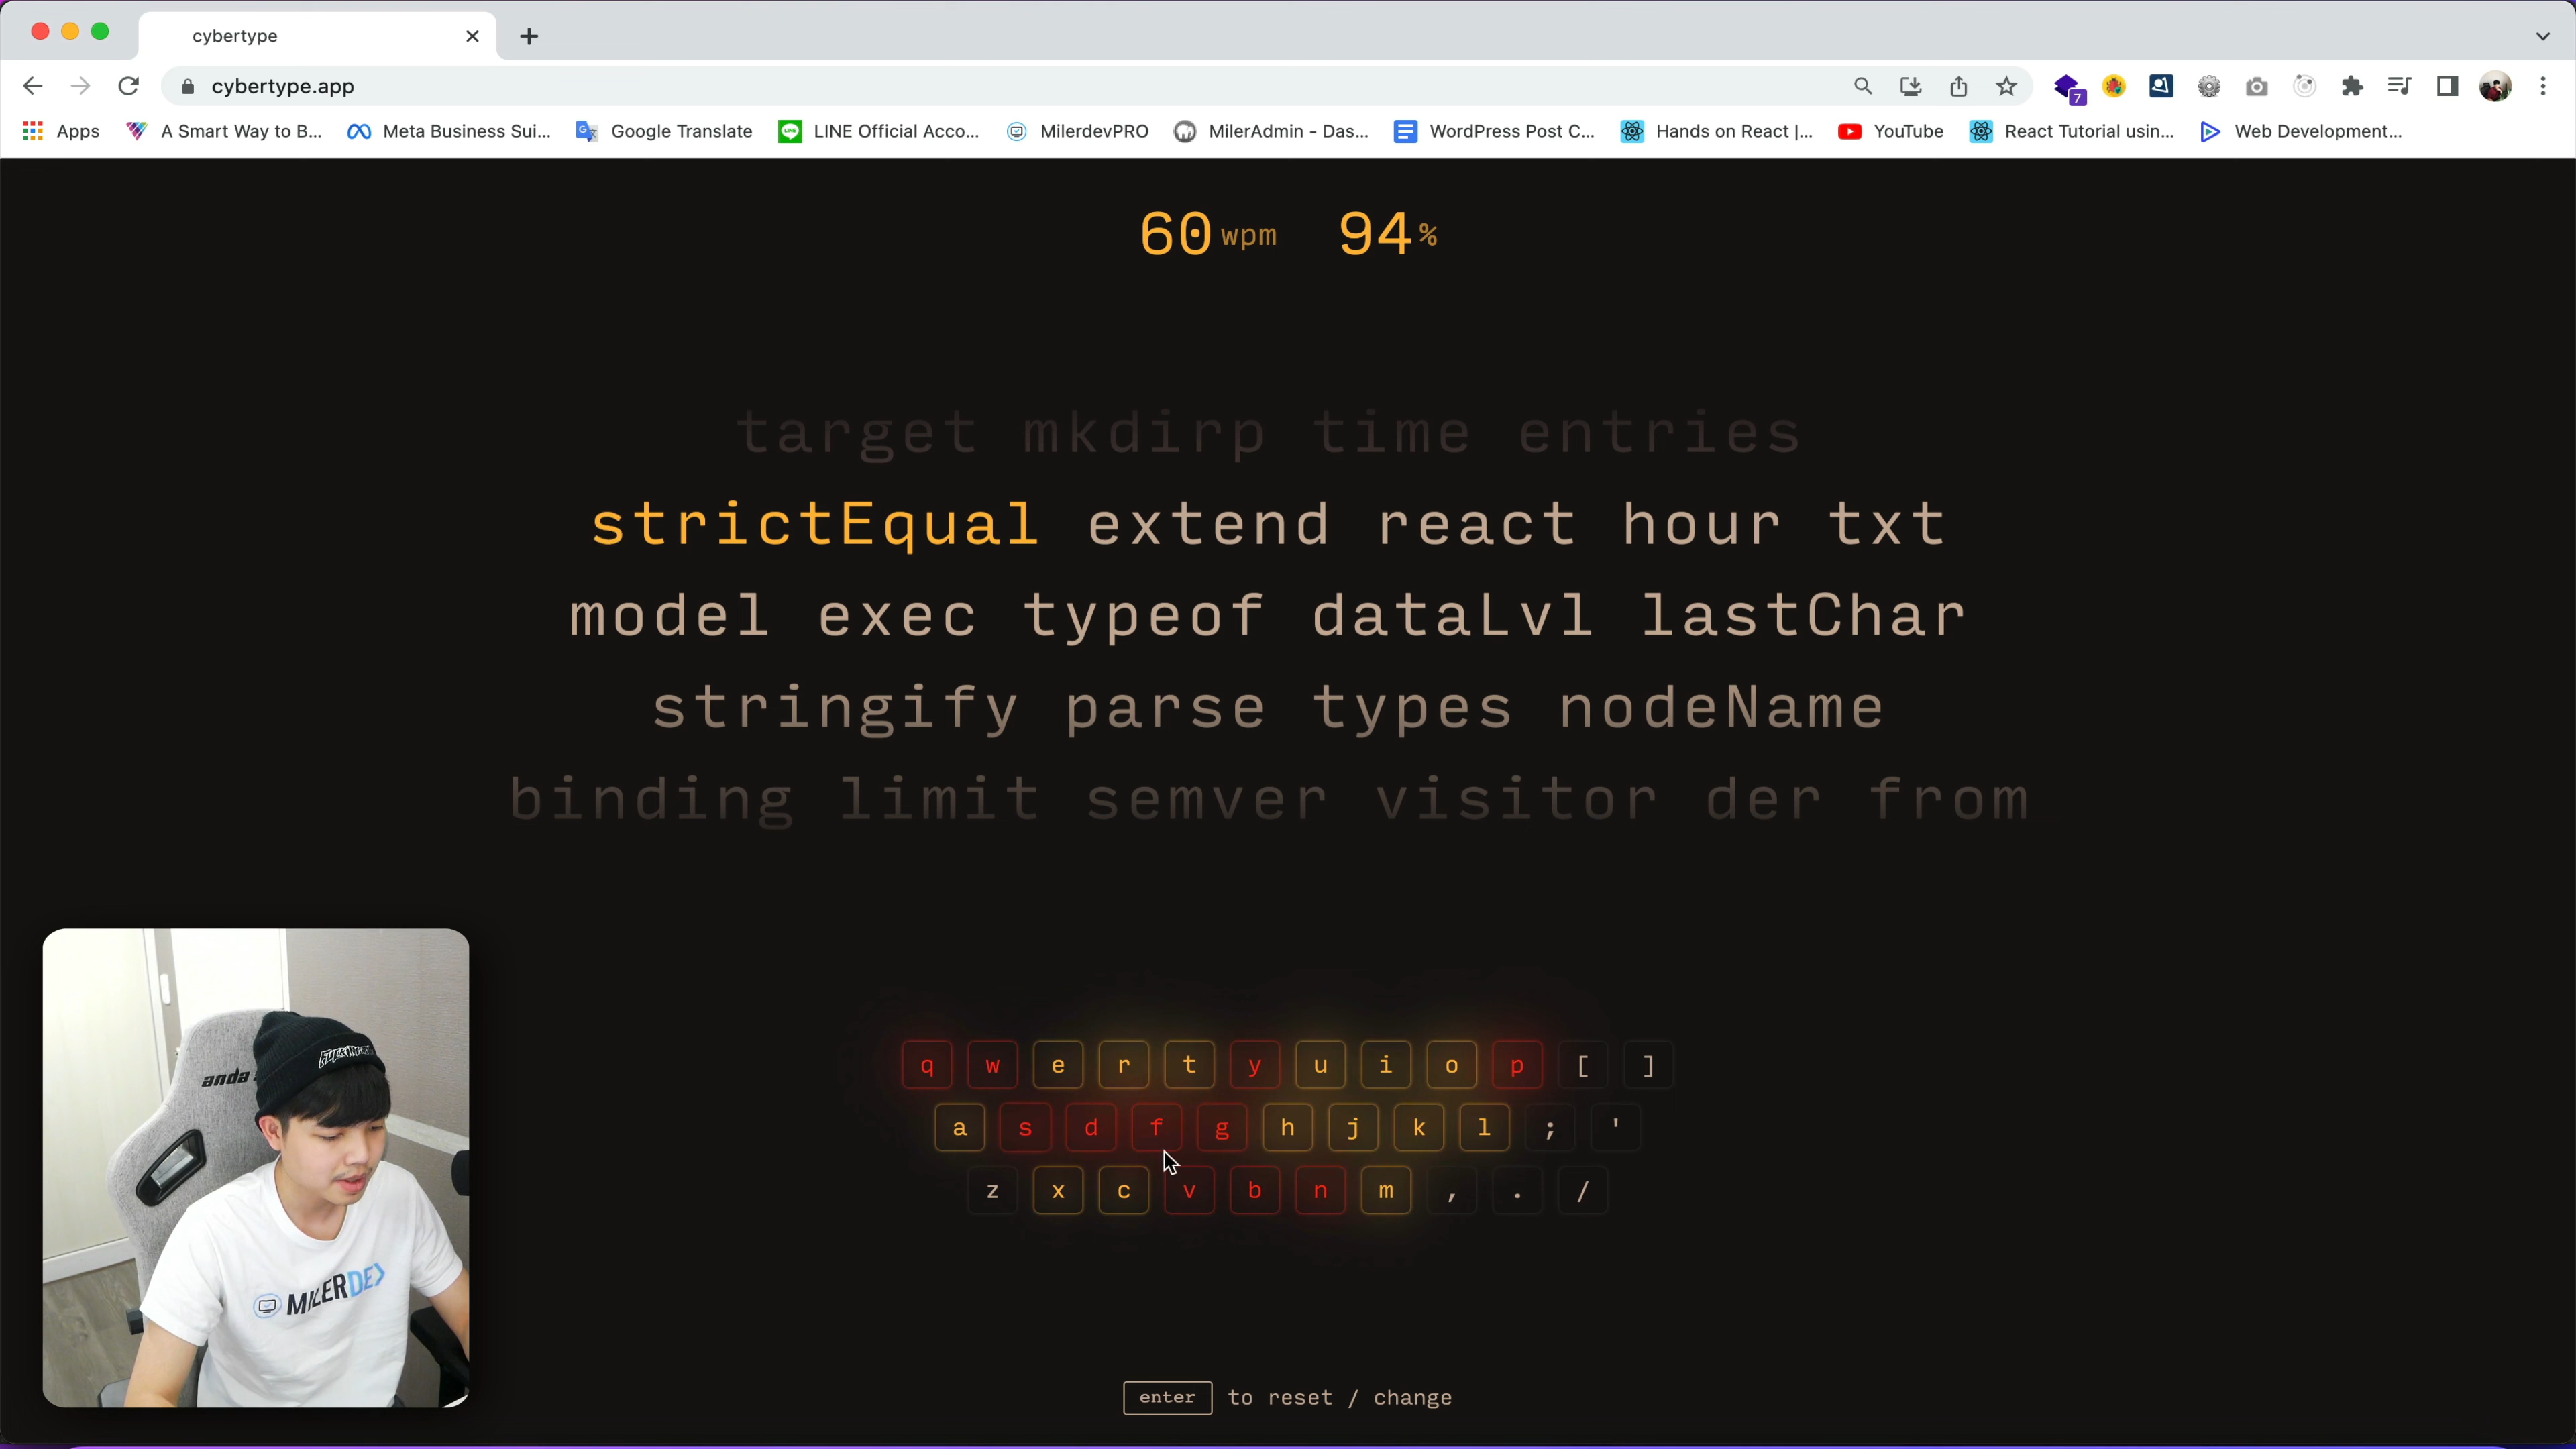 cybertype
cybertype.app
7
Apps A Smart Way to B... Meta Business Sui... Google Translate LINE Official Acco... MilerdevPRO MilerAdmin - Das... WordPress Post C... Hands on React |... YouTube React Tutorial usin... Web Development...
60 wpm 94 %
target mkdirp time entries
strictEqual extend react hour txt
model exec typeof dataLvl lastChar
stringify parse types nodeName
binding limit semver visitor der from
q w e r t y u i o p [ ]
a s d f g h j k l ; '
z x c v b n m , . /
anda
MILERDEV
enter to reset / change